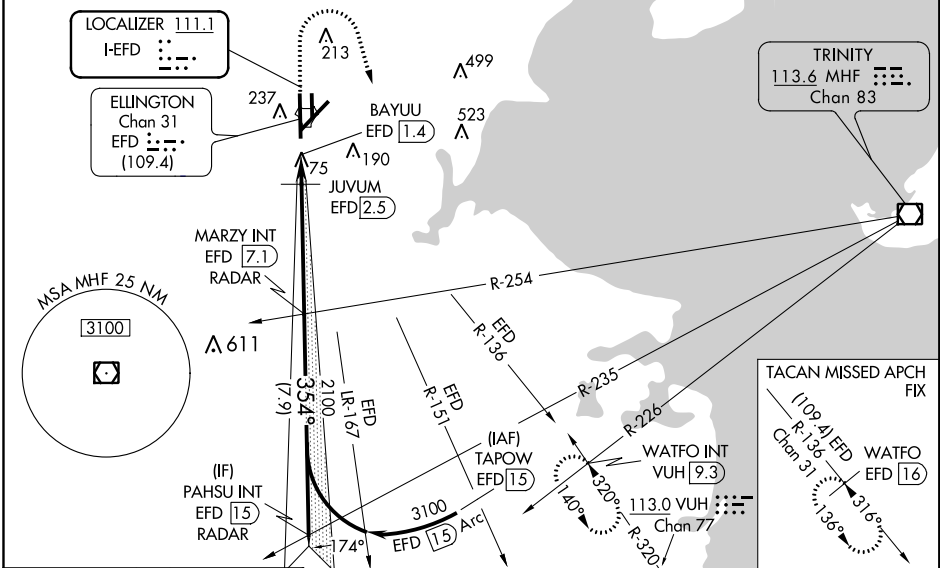 LOCALIZER 111.1
I-EFD
ELLINGTON
Chan 31
EFD
(109.4)
213
499
237
BAYUU
EFD 1.4
523
190
75
JUVUM
EFD 2.5
TRINITY
113.6 MHF
Chan 83
MARZY INT
EFD 7.1
RADAR
MSA MHF 25 NM
3100
611
R-254
EFD
R-136
R-235
R-226
354°
(7.9)
2100
EFD
LR-167
EFD
R-151
(IAF)
TAPOW
EFD 15
(IF)
PAHSU INT
EFD 15
RADAR
174°
3100
EFD 15 Arc
WATFO INT
VUH 9.3
140°
320°
R-320
113.0 VUH
Chan 77
TACAN MISSED APCH
FIX
(109.4) EFD
R-136
Chan 31
WATFO
EFD 16
136°
316°